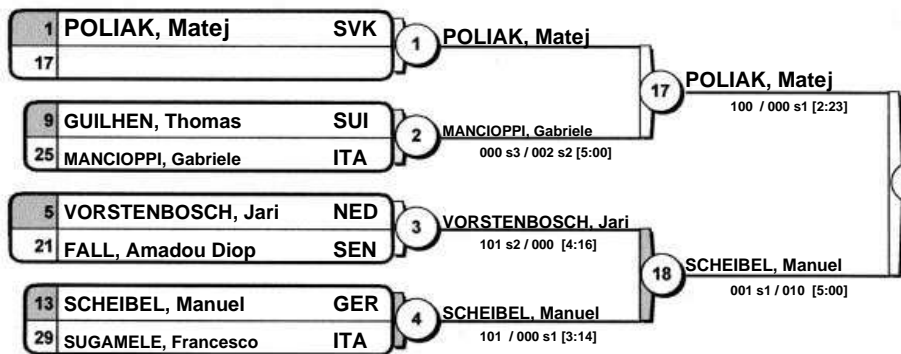 1 POLIAK, Matej SVK
17
1
POLIAK, Matej
9 GUILHEN, Thomas SUI
25 MANCIOPPI, Gabriele ITA
2
MANCIOPPI, Gabriele
000 s3 / 002 s2 [5:00]
17
POLIAK, Matej
100 / 000 s1 [2:23]
5 VORSTENBOSCH, Jari NED
21 FALL, Amadou Diop SEN
3
VORSTENBOSCH, Jari
101 s2 / 000 [4:16]
13 SCHEIBEL, Manuel GER
29 SUGAMELE, Francesco ITA
4
SCHEIBEL, Manuel
101 / 000 s1 [3:14]
18
SCHEIBEL, Manuel
001 s1 / 010 [5:00]